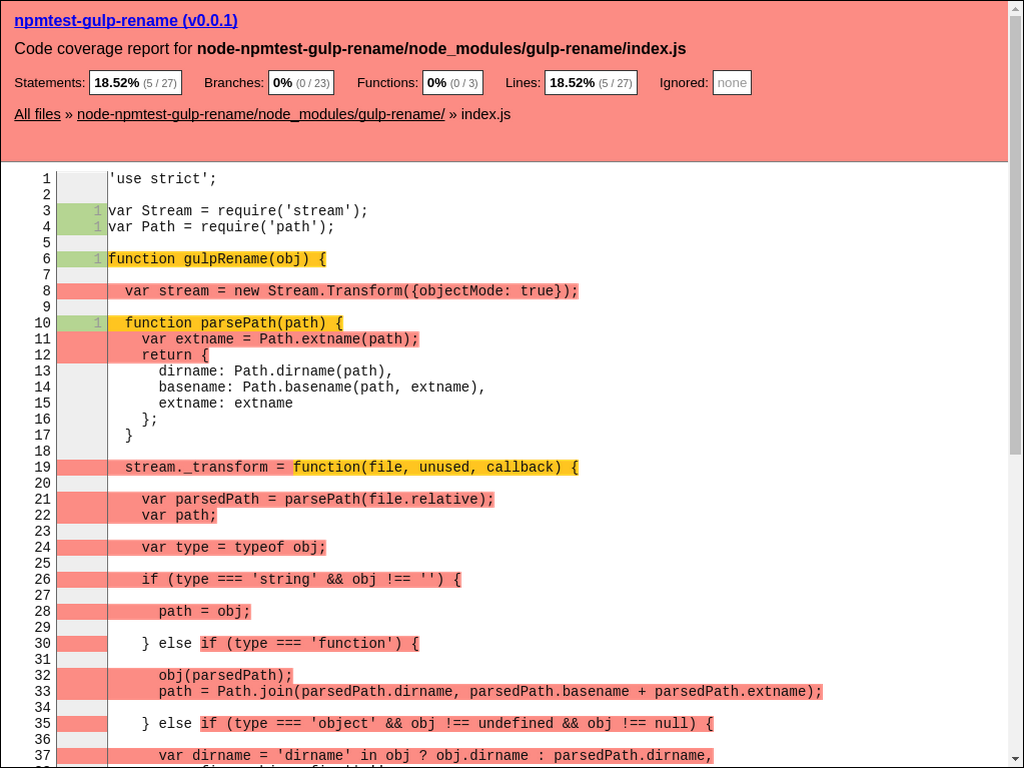 npmtest-gulp-rename (v0.0.1)
Code coverage report for node-npmtest-gulp-rename/node_modules/gulp-rename/index.js
Statements: 18.52% (5 / 27) Branches: 0% (0 / 23) Functions: 0% (0 / 3) Lines: 18.52% (5 / 27) Ignored: none
All files » node-npmtest-gulp-rename/node_modules/gulp-rename/ » index.js
1 'use strict';
2
3 1 var Stream = require('stream');
4 1 var Path = require('path');
5
6 1 function gulpRename(obj) {
7
8 var stream = new Stream.Transform({objectMode: true});
9
10 1 function parsePath(path) {
11 var extname = Path.extname(path);
12 return {
13 dirname: Path.dirname(path),
14 basename: Path.basename(path, extname),
15 extname: extname
16 };
17 }
18
19 stream._transform = function(file, unused, callback) {
20
21 var parsedPath = parsePath(file.relative);
22 var path;
23
24 var type = typeof obj;
25
26 if (type === 'string' && obj !== '') {
27
28 path = obj;
29
30 } else if (type === 'function') {
31
32 obj(parsedPath);
33 path = Path.join(parsedPath.dirname, parsedPath.basename + parsedPath.extname);
34
35 } else if (type === 'object' && obj !== undefined && obj !== null) {
36
37 var dirname = 'dirname' in obj ? obj.dirname : parsedPath.dirname,